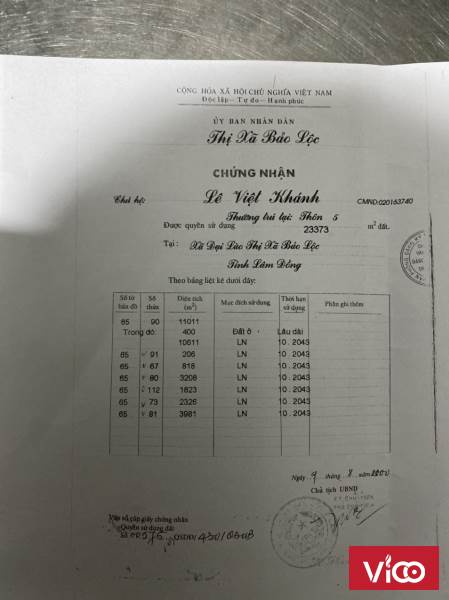 CỘNG HÒA XÃ HỘI CHỦ NGHĨA VIỆT NAM
Độc lập - Tự do - Hạnh phúc
ỦY BAN NHÂN DÂN
Thị Xã Bảo Lộc
CHỨNG NHẬN
Chủ hộ: Lê Việt Khánh CMND:020163740
Thường trú tại: Thôn 5
Được quyền sử dụng 23373 m² đất.
Tại: Xã Đại Lào Thị Xã Bảo Lộc
Tỉnh Lâm Đồng
Theo bảng liệt kê dưới đây:
Số tờ bản đồ Số thửa Diện tích (m²) Mục đích sử dụng Thời hạn sử dụng Phần ghi thêm
65 90 11011
Trong đó: 400 Đất ở Lâu dài
10611 LN 10.2043
65 91 206 LN 10.2043
65 67 818 LN 10.2043
65 80 3208 LN 10.2043
65 112 1823 LN 10.2043
65 73 2326 LN 10.2043
65 81 3981 LN 10.2043
Ngày 9 tháng 8 năm 2000
Chủ tịch UBND
Vào sổ cấp giấy chứng nhận
Quyền sử dụng đất
Vico